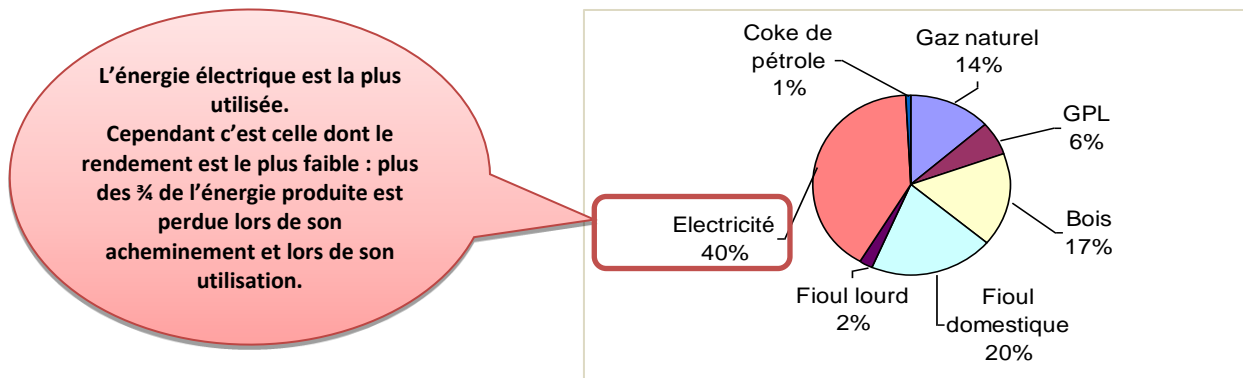 L'énergie électrique est la plus
utilisée.
Cependant c'est celle dont le
rendement est le plus faible : plus
des ¾ de l'énergie produite est
perdue lors de son
acheminement et lors de son
utilisation.
Coke de
pétrole
1%
Gaz naturel
14%
GPL
6%
Bois
17%
Fioul
domestique
20%
Fioul lourd
2%
Electricité
40%